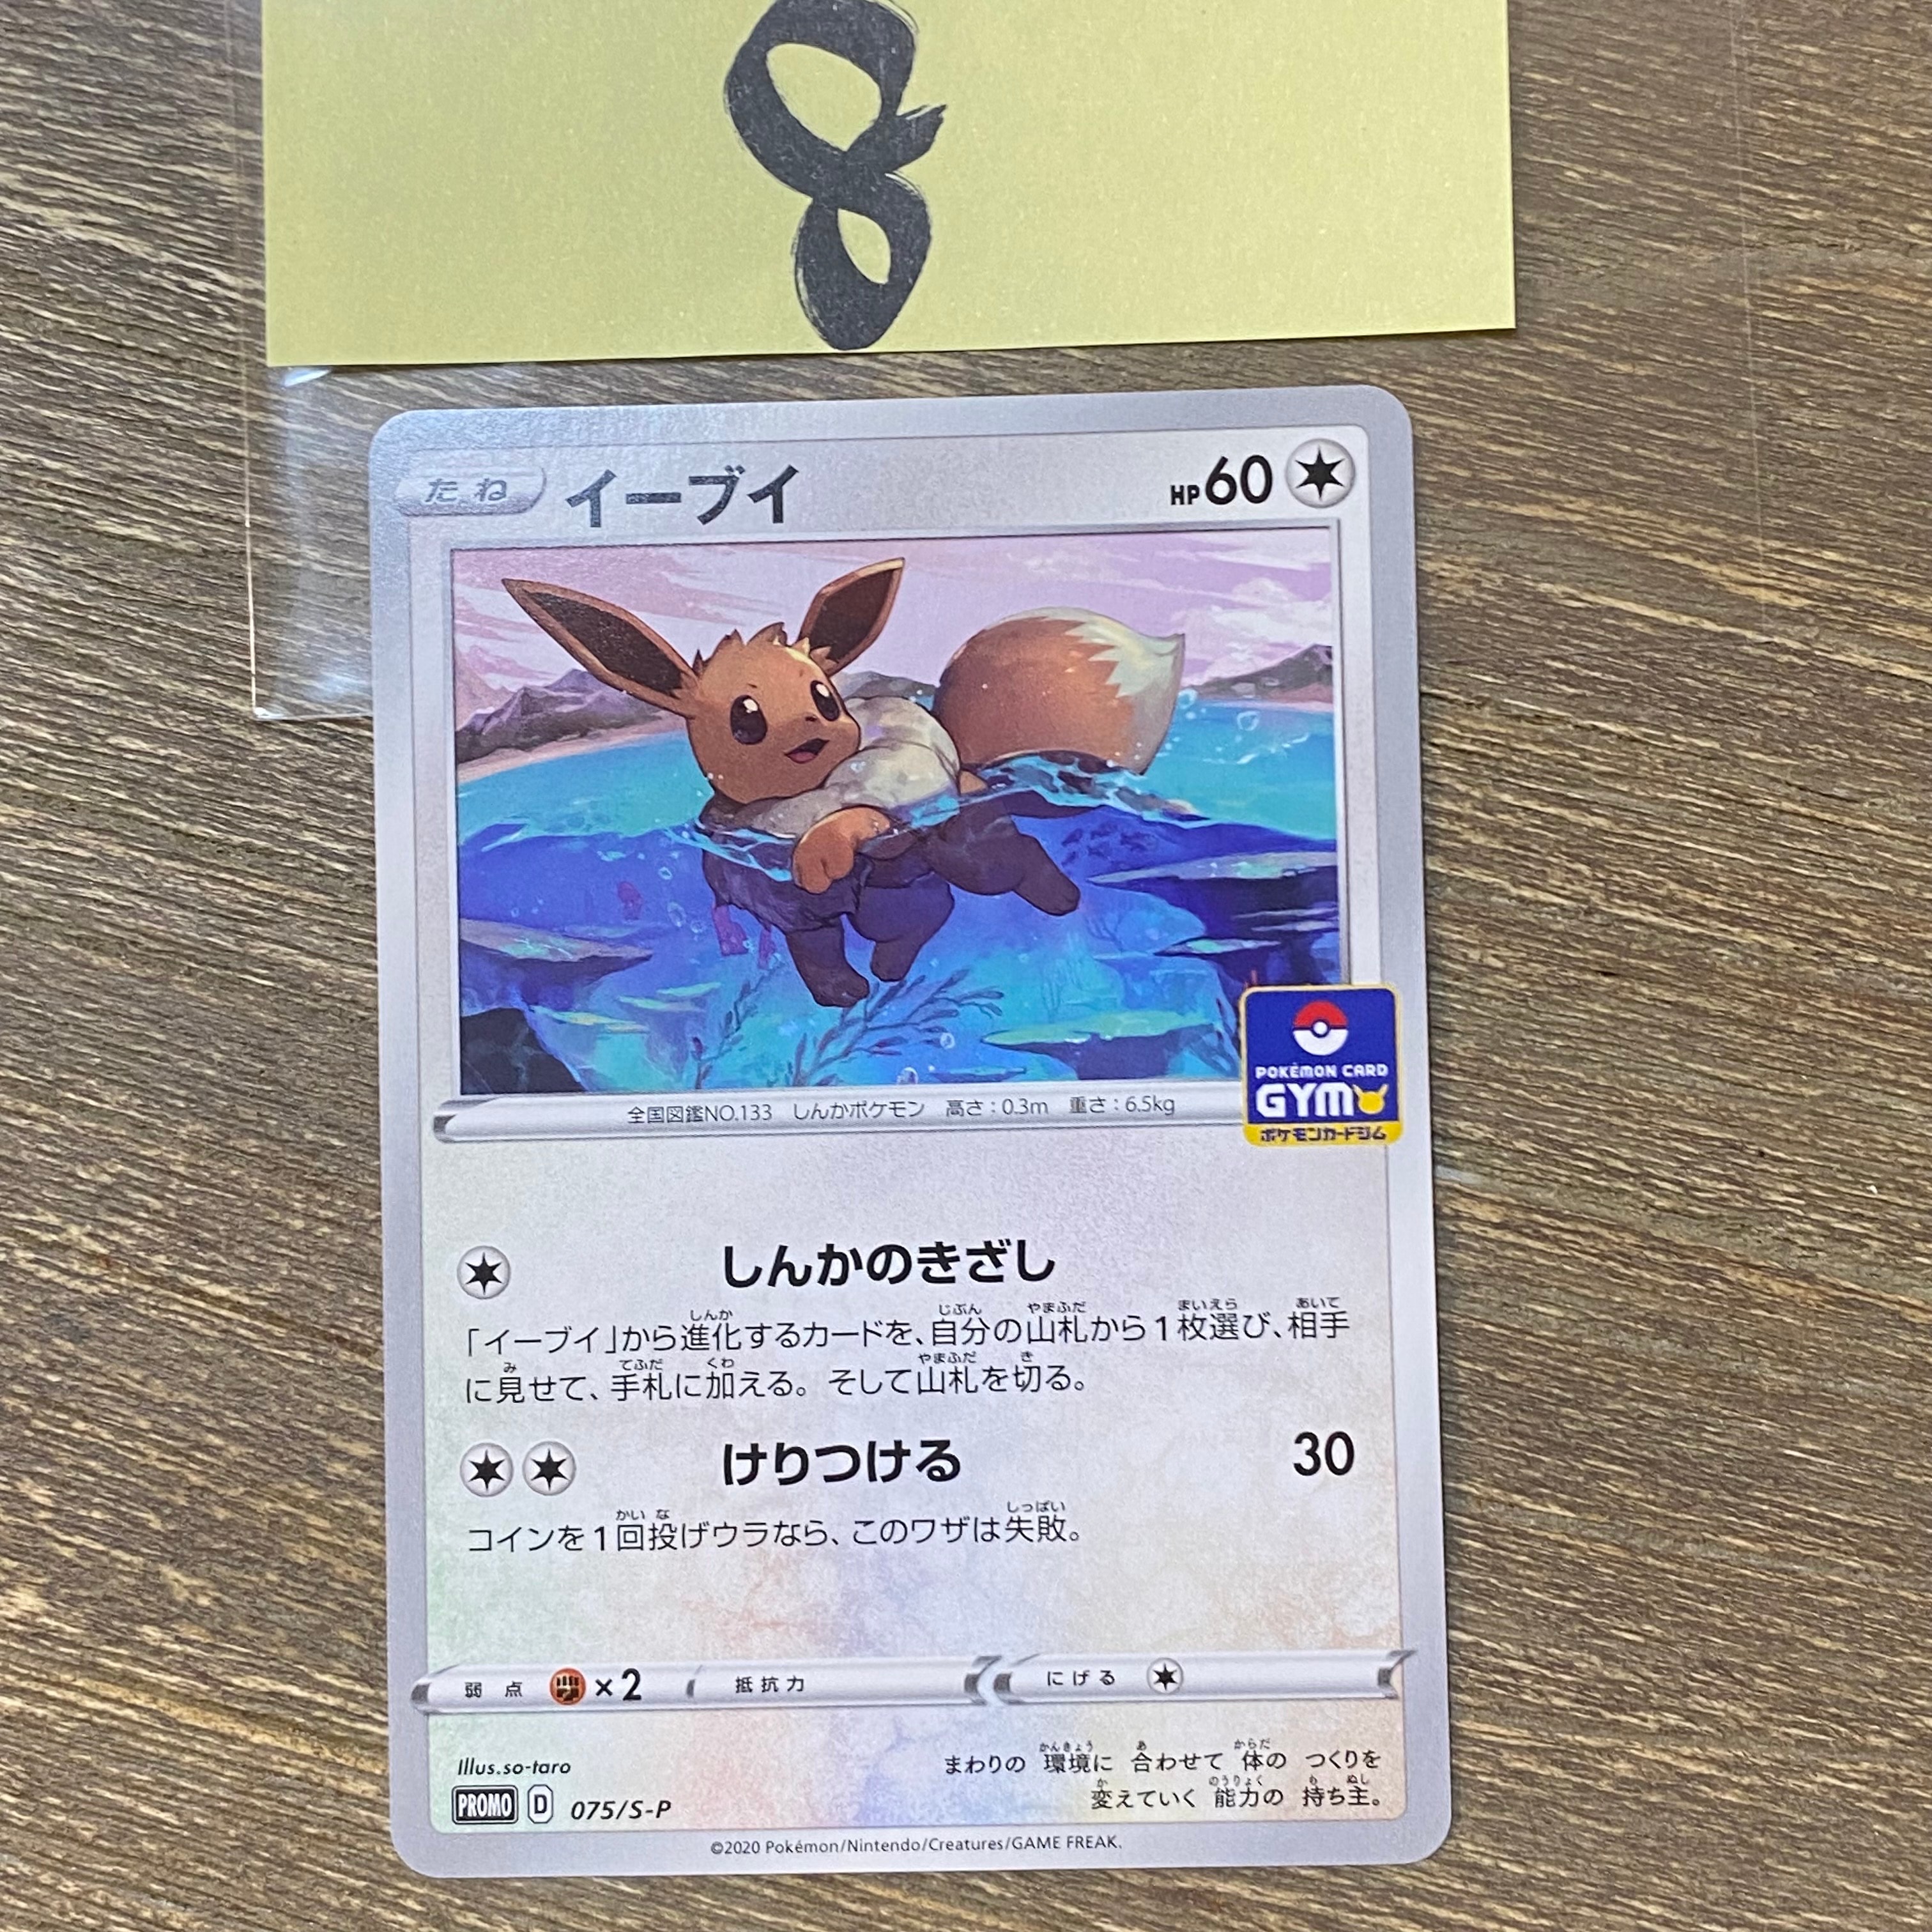 8
たね イーブイ HP60
POKÉMON CARD
GYM
ポケモンカードジム
全国図鑑NO.133 しんかポケモン 高さ:0.3m 重さ:6.5kg
しんかのきざし
「イーブイ」から進化するカードを、自分の山札から1枚選び、相手
に見せて、手札に加える。そして山札を切る。
けりつける 30
コインを1回投げウラなら、このワザは失敗。
弱点 ×2 抵抗力 にげる
Illus.so-taro
まわりの 環境に 合わせて 体の つくりを
変えていく 能力の 持ち主。
PROMO D 075/S-P
©2020 Pokémon/Nintendo/Creatures/GAME FREAK.